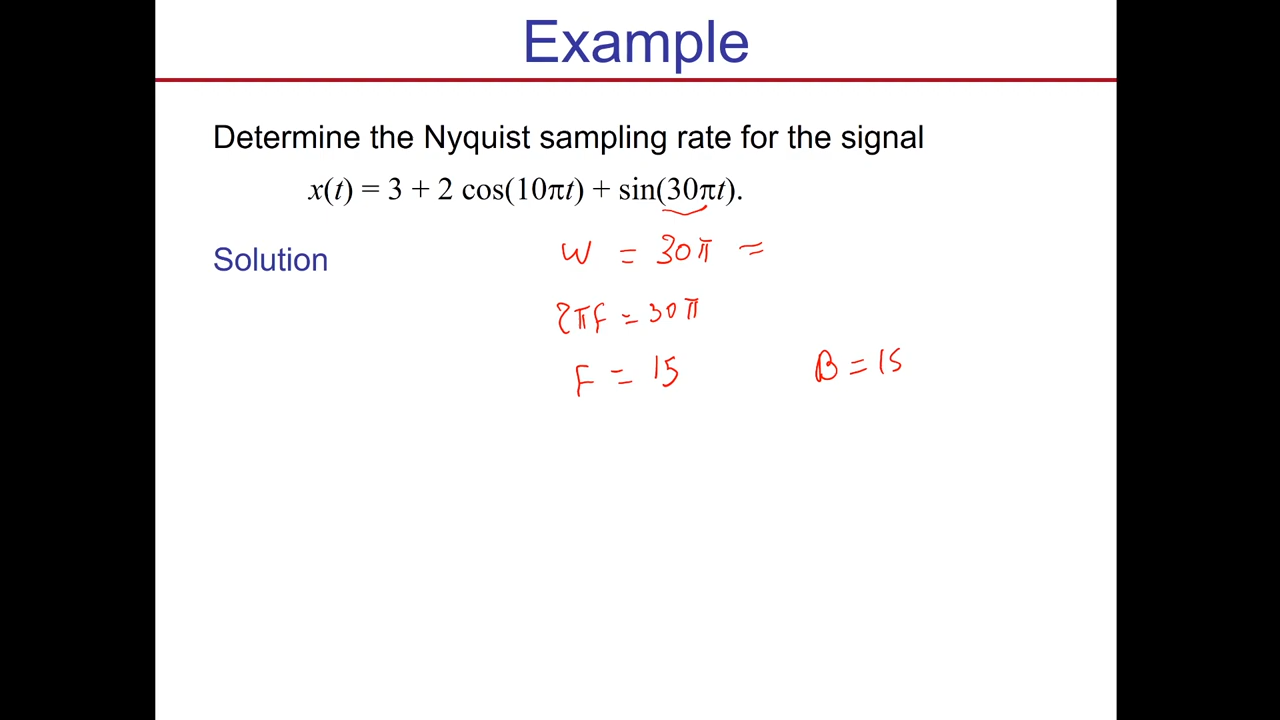 Example
Determine the Nyquist sampling rate for the signal
x(t) = 3 + 2 cos(10πt) + sin(30πt).
Solution
W = 30π =
2πF = 30π
F = 15
B = 15